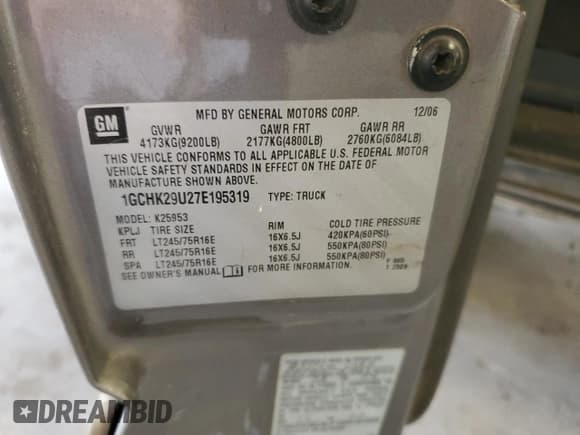 GM
MFD BY GENERAL MOTORS CORP. 12/06
GVWR GAWR FRT GAWR RR
4173KG(9200LB) 2177KG(4800LB) 2760KG(6084LB)
THIS VEHICLE CONFORMS TO ALL APPLICABLE U.S. FEDERAL MOTOR
VEHICLE SAFETY STANDARDS IN EFFECT ON THE DATE OF
MANUFACTURE SHOWN ABOVE.
1GCHK29U27E195319 TYPE: TRUCK
MODEL: K25953
KPLJ TIRE SIZE RIM COLD TIRE PRESSURE
FRT LT245/75R16E 16X6.5J 420KPA(60PSI)
RR LT245/75R16E 16X6.5J 550KPA(80PSI)
SPA LT245/75R16E 16X6.5J 550KPA(80PSI)
SEE OWNER'S MANUAL FOR MORE INFORMATION.
DREAMBID